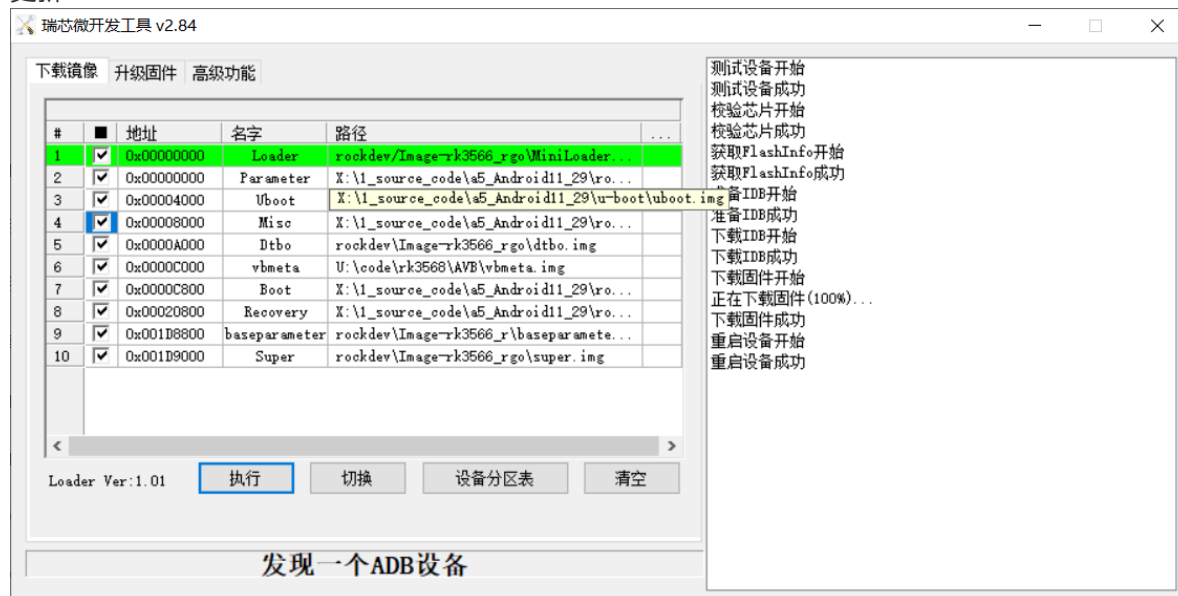 瑞芯微开发工具 v2.84
下载镜像 升级固件 高级功能
# ■ 地址 名字 路径 ...
1 0x00000000 Loader rockdev/Image-rk3566_rgo\MiniLoader...
2 0x00000000 Parameter X:\1_source_code\a5_Android11_29\ro...
3 0x00004000 Uboot X:\1_source_code\a5_Android11_29\u-boot\uboot.img
4 0x00008000 Misc X:\1_source_code\a5_Android11_29\ro...
5 0x0000A000 Dtbo rockdev\Image-rk3566_rgo\dtbo.img
6 0x0000C000 vbmeta U:\code\rk3568\AVB\vbmeta.img
7 0x0000C800 Boot X:\1_source_code\a5_Android11_29\ro...
8 0x00020800 Recovery X:\1_source_code\a5_Android11_29\ro...
9 0x001D8800 baseparameter rockdev\Image-rk3566_r\baseparamete...
10 0x001D9000 Super rockdev\Image-rk3566_rgo\super.img
Loader Ver:1.01 执行 切换 设备分区表 清空
发现一个ADB设备
测试设备开始
测试设备成功
校验芯片开始
校验芯片成功
获取FlashInfo开始
获取FlashInfo成功
备IDB开始
准备IDB成功
下载IDB开始
下载IDB成功
下载固件开始
正在下载固件(100%)...
下载固件成功
重启设备开始
重启设备成功